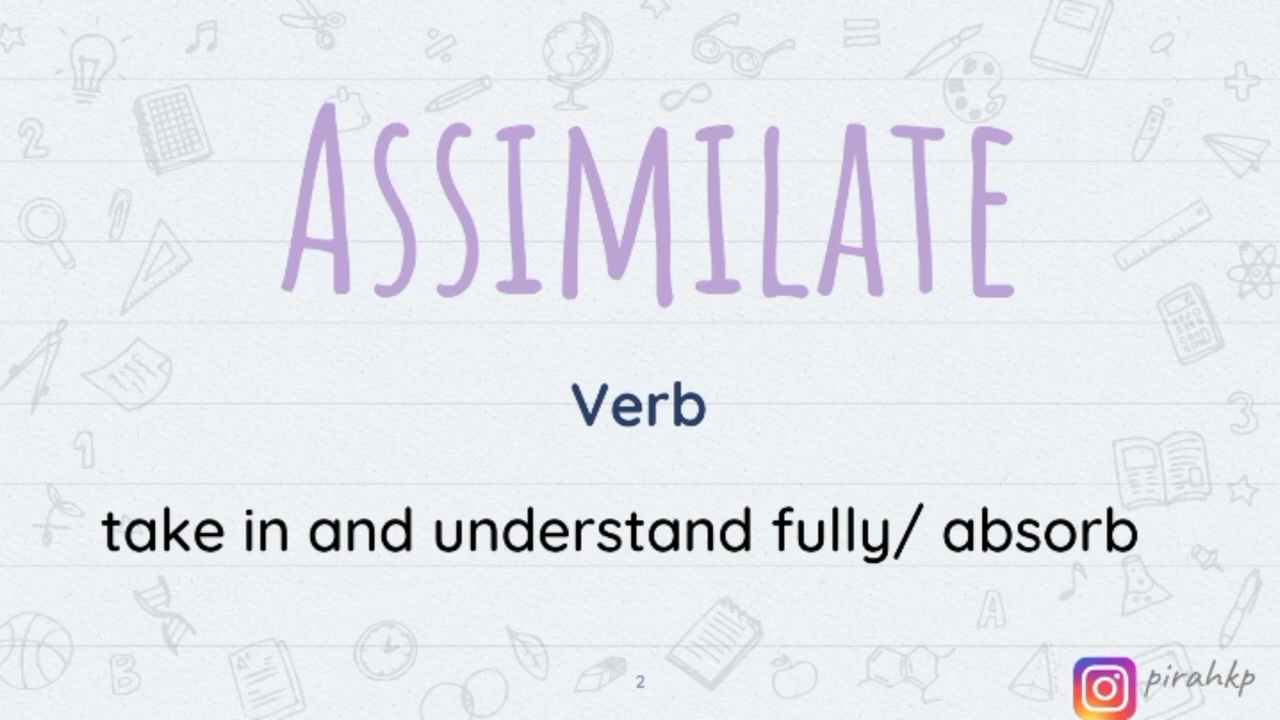 Assimilate
Verb
take in and understand fully/ absorb
2
pirahkp